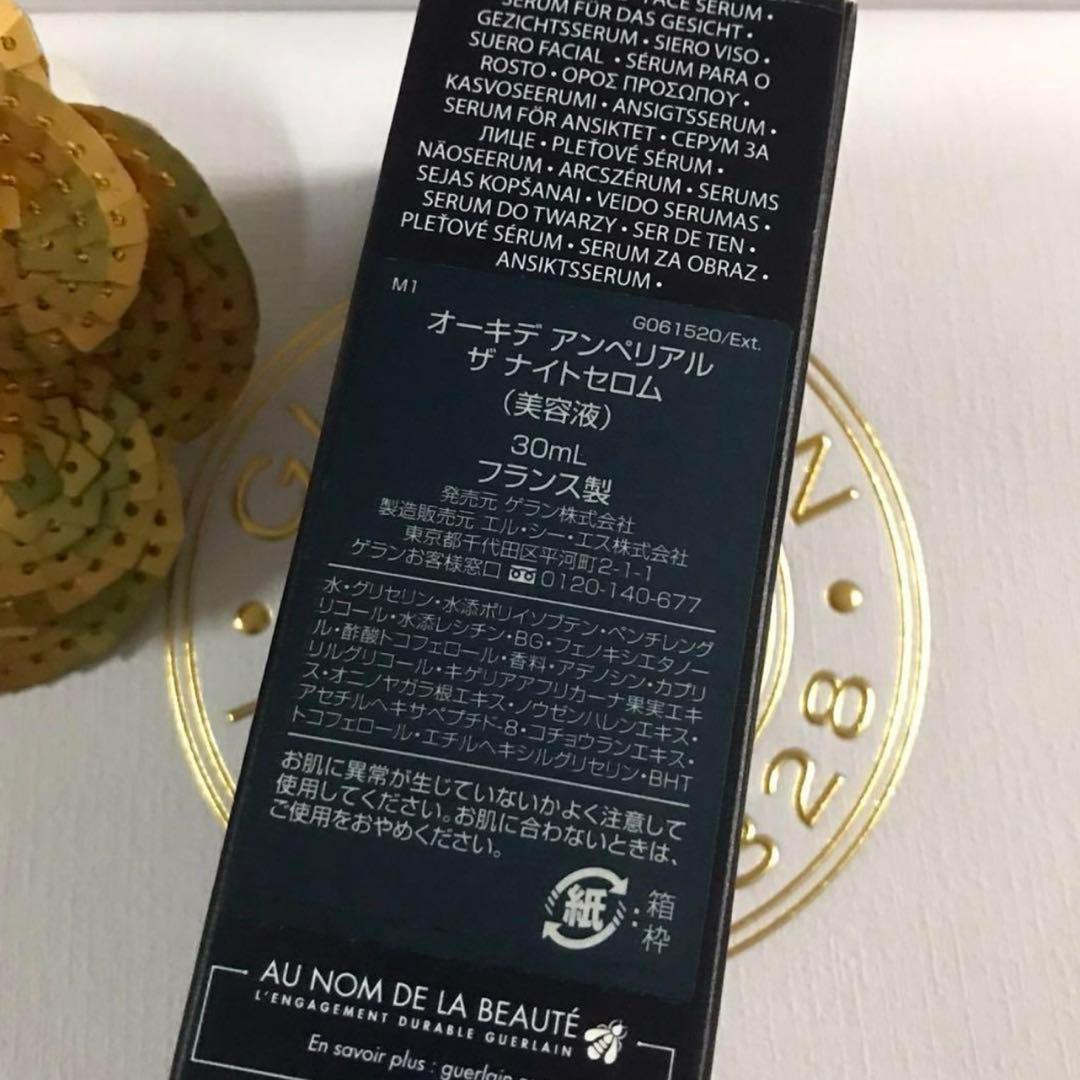 FACE SERUM •
SERUM FÜR DAS GESICHT •
GEZICHTSSERUM • SIERO VISO •
SUERO FACIAL • SÉRUM PARA O
ROSTO • ΟΡΟΣ ΠΡΟΣΩΠΟΥ •
KASVOSEERUMI • ANSIGTSSERUM •
SERUM FÖR ANSIKTET • СЕРУМ ЗА
ЛИЦЕ • PLEŤOVÉ SÉRUM •
NÄOSEERUM • ARCSZÉRUM • SERUMS
SEJAS KOPŠANAI • VEIDO SERUMAS •
SERUM DO TWARZY • SER DE TEN •
PLEŤOVÉ SÉRUM • SERUM ZA OBRAZ •
ANSIKTSSERUM •
M1
G061520/Ext.
オーキデ アンペリアル
ザ ナイトセロム
(美容液)
30mL
フランス製
発売元 ゲラン株式会社
製造販売元 エル・シー・エス株式会社
東京都千代田区平河町2-1-1
ゲランお客様窓口 0120-140-677
水・グリセリン・水添ポリイソブテン・ペンチレング
リコール・水添レシチン・BG・フェノキシエタノー
ル・酢酸トコフェロール・香料・アデノシン・カプリ
リルグリコール・キゲリアアフリカーナ果実エキ
ス・オニノヤガラ根エキス・ノウゼンハレンエキス・
アセチルヘキサペプチド-8・コチョウランエキス・
トコフェロール・エチルヘキシルグリセリン・BHT
お肌に異常が生じていないかよく注意して
使用してください。お肌に合わないときは、
ご使用をおやめください。
紙
:箱
枠
AU NOM DE LA BEAUTÉ
L'ENGAGEMENT DURABLE GUERLAIN
En savoir plus : guerlain
G
N
828